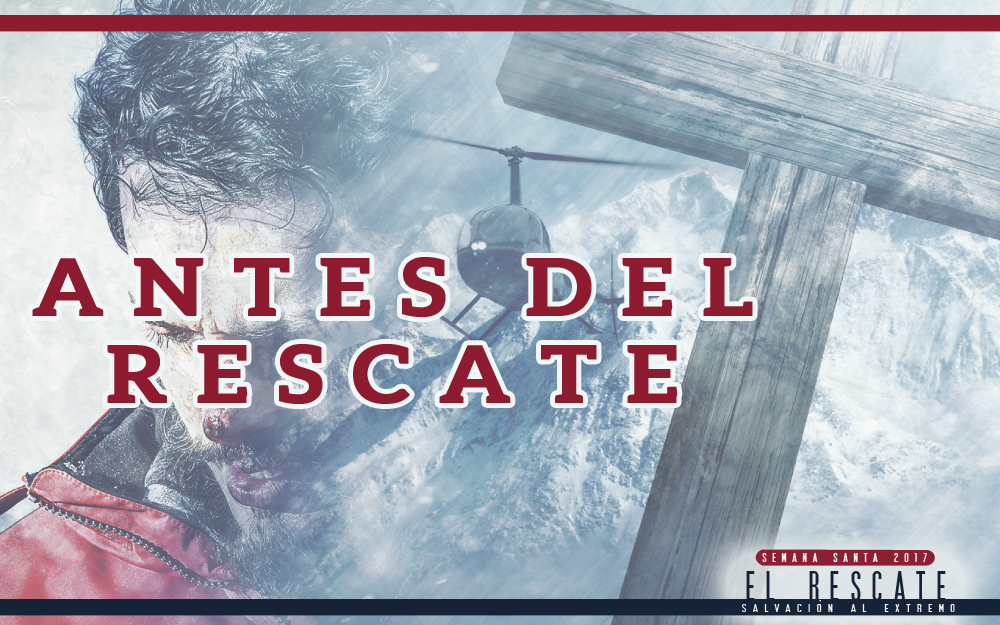 ANTES DEL
RESCATE
SEMANA SANTA 2017
EL RESCATE
SALVACIÓN AL EXTREMO